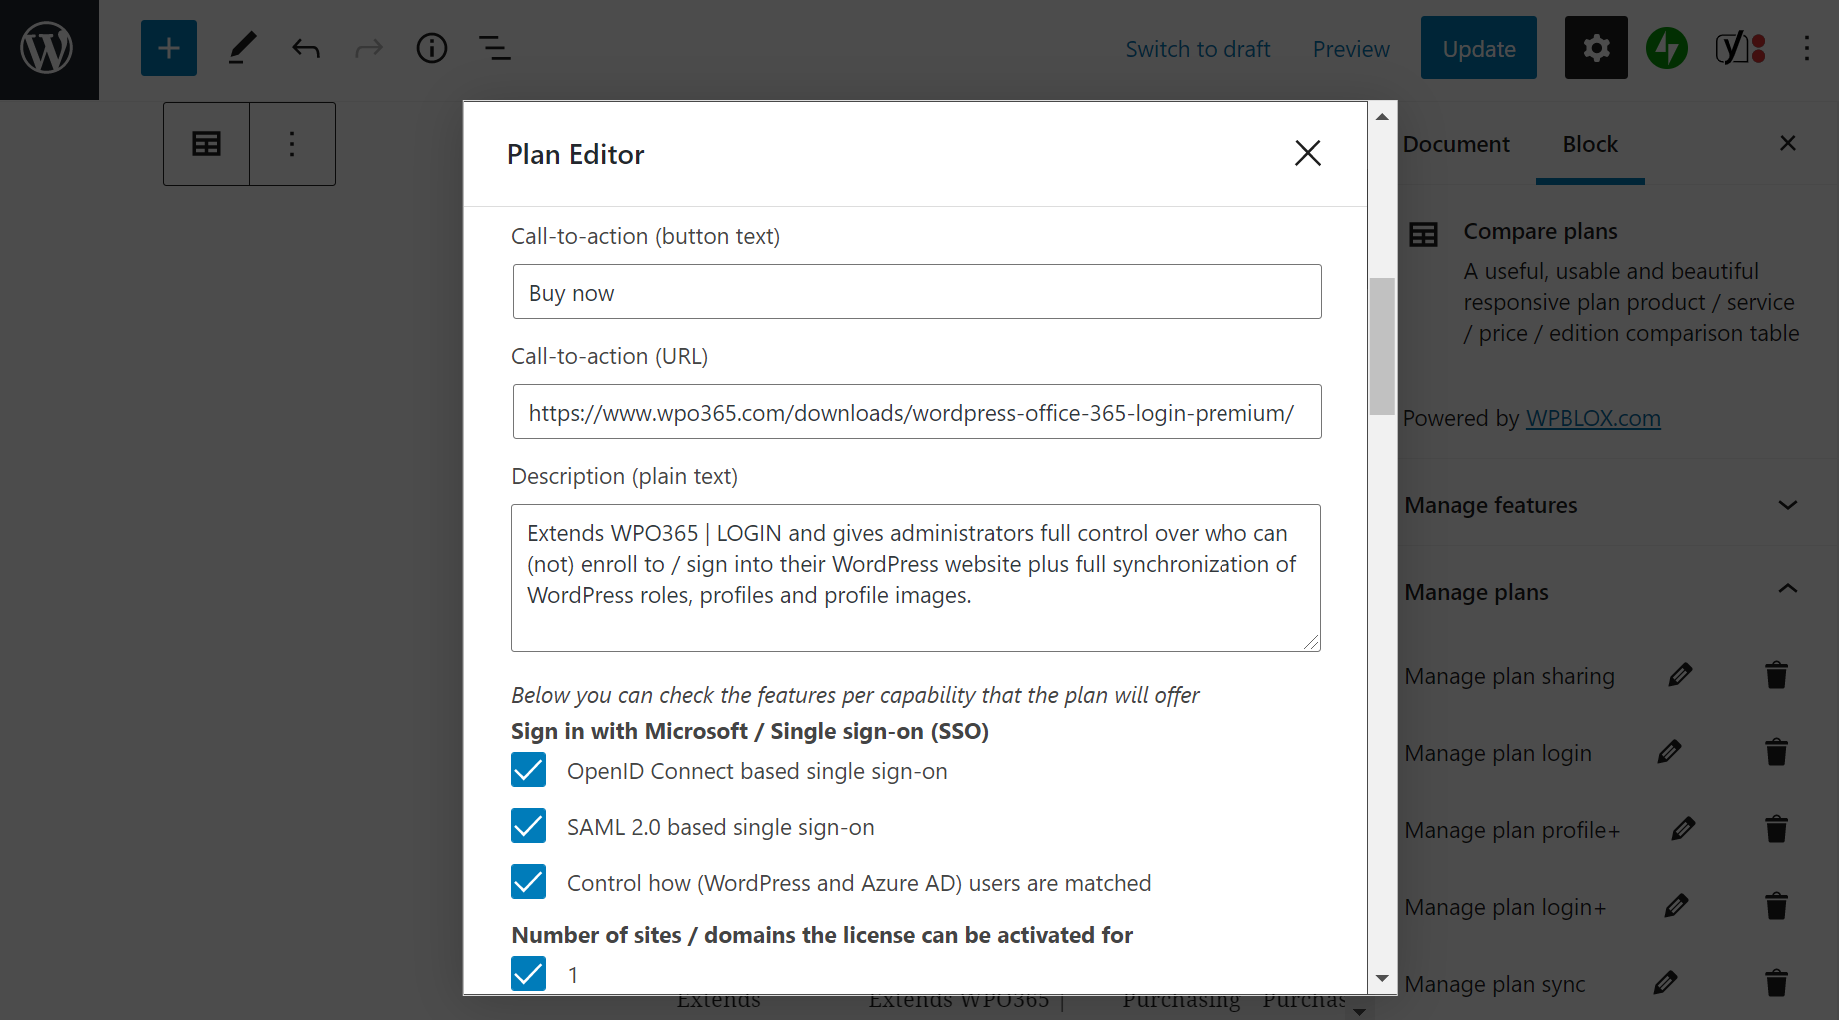 Switch to draft
Preview
Update
Plan Editor
Call-to-action (button text)
Buy now
Call-to-action (URL)
https://www.wpo365.com/downloads/wordpress-office-365-login-premium/
Description (plain text)
Extends WPO365 | LOGIN and gives administrators full control over who can
(not) enroll to / sign into their WordPress website plus full synchronization of
WordPress roles, profiles and profile images.
Below you can check the features per capability that the plan will offer
Sign in with Microsoft / Single sign-on (SSO)
OpenID Connect based single sign-on
SAML 2.0 based single sign-on
Control how (WordPress and Azure AD) users are matched
Number of sites / domains the license can be activated for
1
Extends
Extends WPO365 |
Purchasing
Purchas
Document
Block
Compare plans
A useful, usable and beautiful
responsive plan product / service
/ price / edition comparison table
Powered by WPBLOX.com
Manage features
Manage plans
Manage plan sharing
Manage plan login
Manage plan profile+
Manage plan login+
Manage plan sync